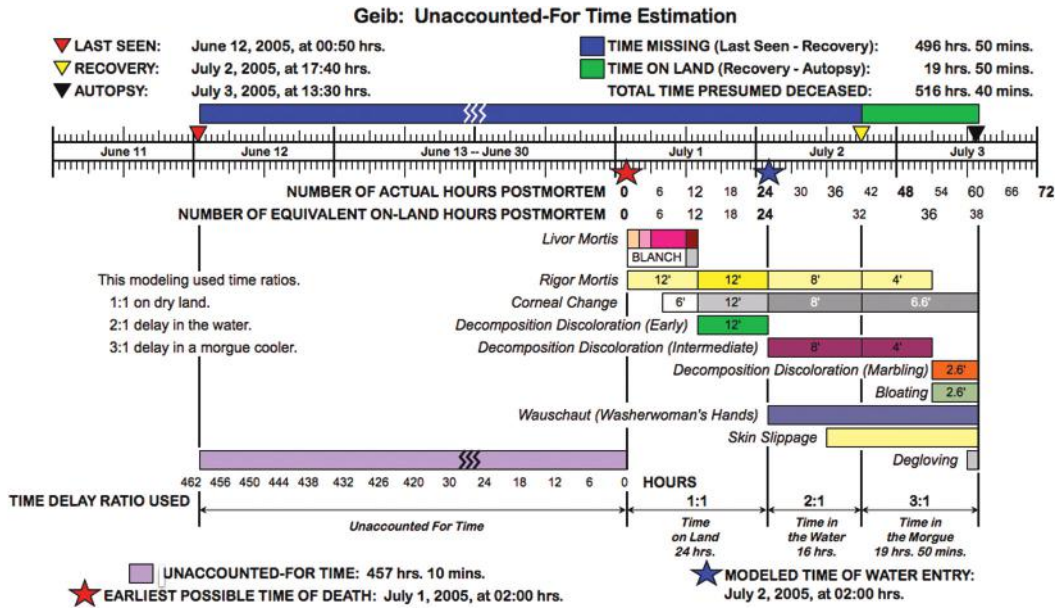 Geib: Unaccounted-For Time Estimation
LAST SEEN: June 12, 2005, at 00:50 hrs.
RECOVERY: July 2, 2005, at 17:40 hrs.
AUTOPSY: July 3, 2005, at 13:30 hrs.
TIME MISSING (Last Seen - Recovery): 496 hrs. 50 mins.
TIME ON LAND (Recovery - Autopsy): 19 hrs. 50 mins.
TOTAL TIME PRESUMED DECEASED: 516 hrs. 40 mins.
June 11 June 12 June 13 -- June 30 July 1 July 2 July 3
NUMBER OF ACTUAL HOURS POSTMORTEM 0 6 12 18 24 30 36 42 48 54 60 66 72
NUMBER OF EQUIVALENT ON-LAND HOURS POSTMORTEM 0 6 12 18 24 32 36 38
Livor Mortis
BLANCH
This modeling used time ratios.
1:1 on dry land.
2:1 delay in the water.
3:1 delay in a morgue cooler.
Rigor Mortis 12' 12' 8' 4'
Corneal Change 6' 12' 8' 6.6'
Decomposition Discoloration (Early) 12'
Decomposition Discoloration (Intermediate) 8' 4'
Decomposition Discoloration (Marbling) 2.6'
Bloating 2.6'
Wauschaut (Washerwoman's Hands)
Skin Slippage
Degloving
462 456 450 444 438 432 426 30 24 18 12 6 0 HOURS
TIME DELAY RATIO USED 1:1 2:1 3:1
Unaccounted For Time
Time
on Land
24 hrs.
Time in
the Water
16 hrs.
Time in
the Morgue
19 hrs. 50 mins.
UNACCOUNTED-FOR TIME: 457 hrs. 10 mins.
EARLIEST POSSIBLE TIME OF DEATH: July 1, 2005, at 02:00 hrs.
MODELED TIME OF WATER ENTRY:
July 2, 2005, at 02:00 hrs.